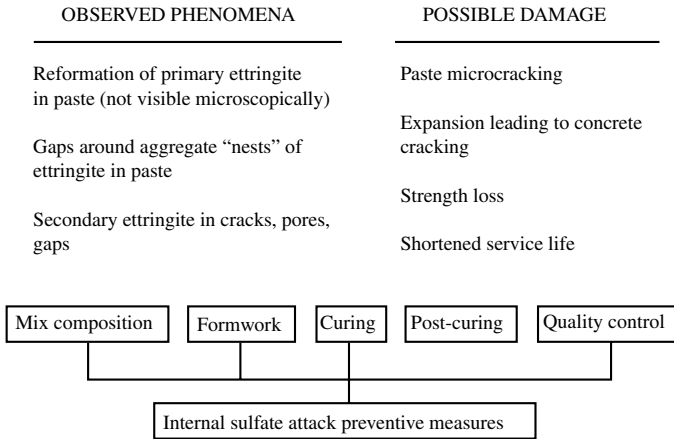 OBSERVED PHENOMENA
Reformation of primary ettringite
in paste (not visible microscopically)
Gaps around aggregate “nests” of
ettringite in paste
Secondary ettringite in cracks, pores,
gaps
POSSIBLE DAMAGE
Paste microcracking
Expansion leading to concrete
cracking
Strength loss
Shortened service life
Mix composition
Formwork
Curing
Post-curing
Quality control
Internal sulfate attack preventive measures